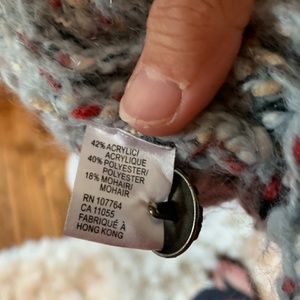 42% ACRYLIC/
ACRYLIQUE
40% POLYESTER/
POLYESTER
18% MOHAIR/
MOHAIR
RN 107764
CA 11055
FABRIQUÉ À
HONG KONG